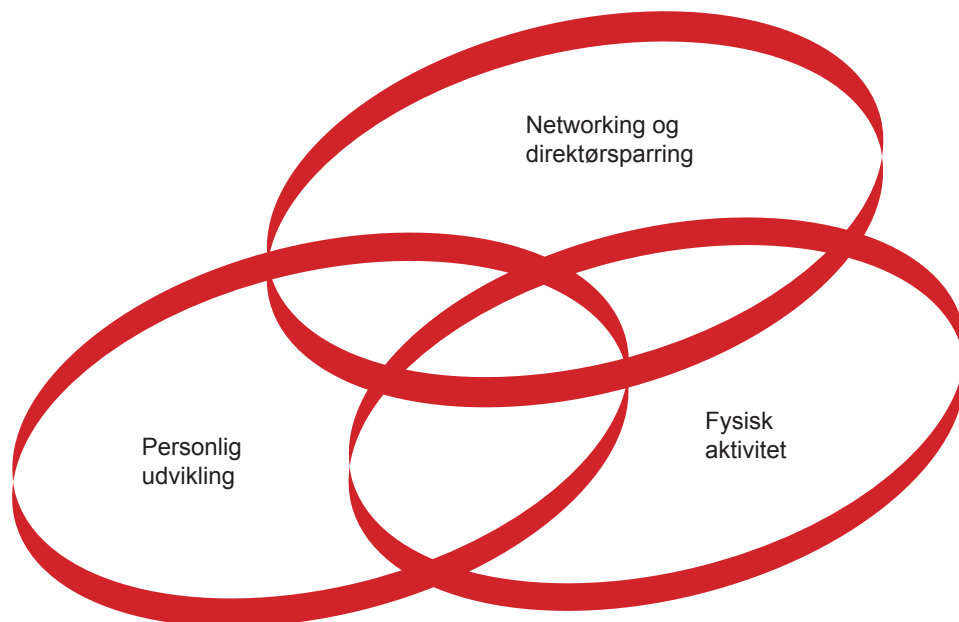 Networking og
direktørsparring
Personlig
udvikling
Fysisk
aktivitet